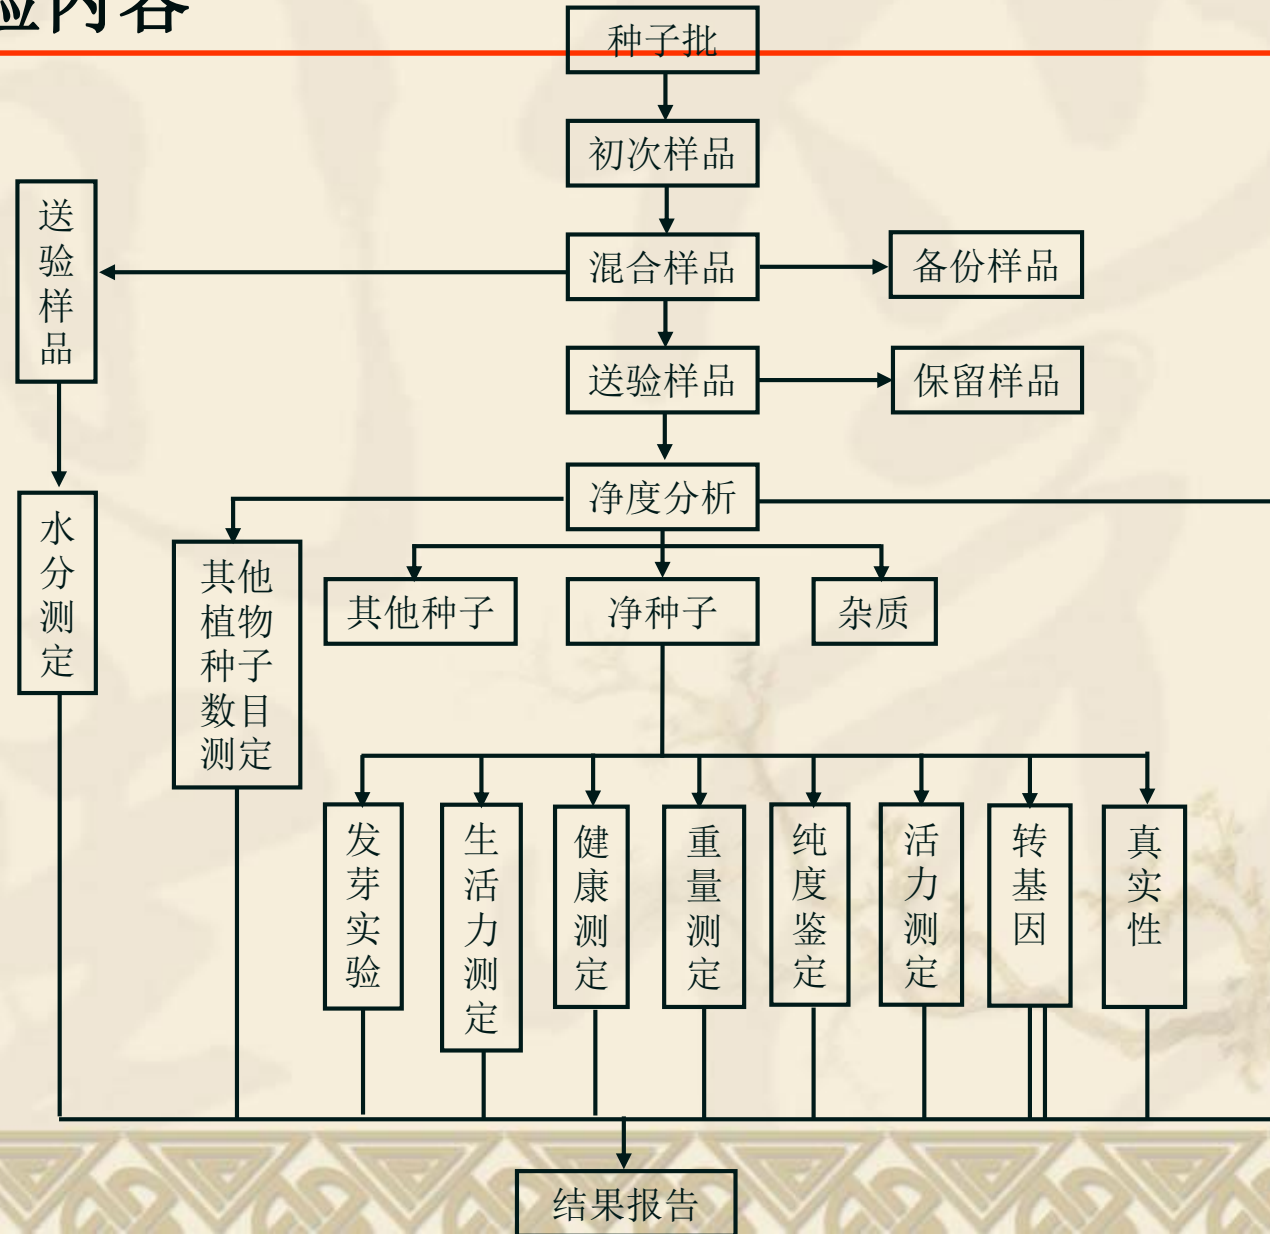 验内容
种子批
初次样品
送
验
样
品
混合样品
备份样品
送验样品
保留样品
净度分析
水
分
测
定
其他
植物
种子
数目
测定
其他种子
净种子
杂质
发
芽
实
验
生
活
力
测
定
健
康
测
定
重
量
测
定
纯
度
鉴
定
活
力
测
定
转
基
因
真
实
性
结果报告